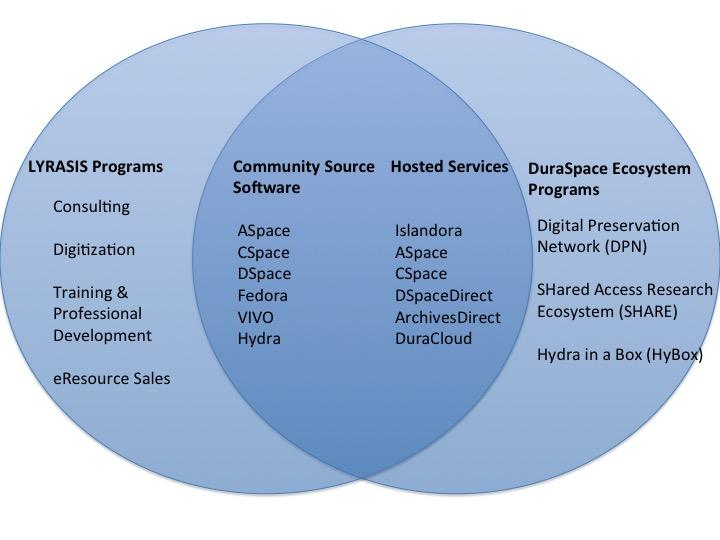 LYRASIS Programs
Consulting
Digitization
Training &
Professional
Development
eResource Sales
Community Source
Software
ASpace
CSpace
DSpace
Fedora
VIVO
Hydra
Hosted Services
Islandora
ASpace
CSpace
DSpaceDirect
ArchivesDirect
DuraCloud
DuraSpace Ecosystem
Programs
Digital Preservation
Network (DPN)
SHared Access Research
Ecosystem (SHARE)
Hydra in a Box (HyBox)